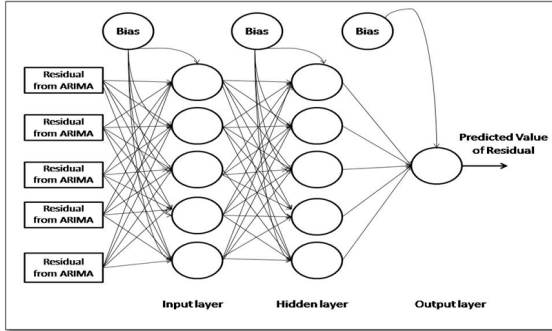 Bias
Bias
Bias
Residual
from ARIMA
Residual
from ARIMA
Residual
from ARIMA
Residual
from ARIMA
Residual
from ARIMA
Predicted Value
of Residual
Input layer
Hidden layer
Output layer